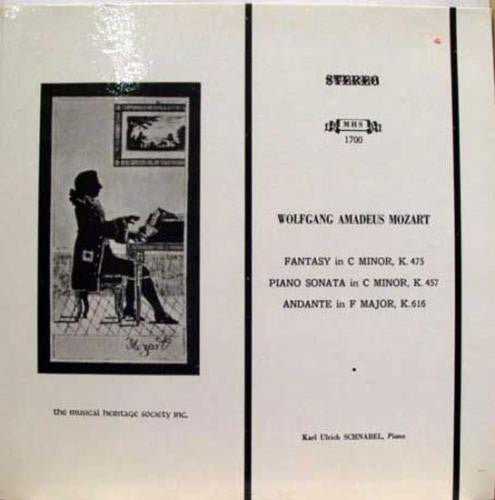 STEREO
MHS
1700
WOLFGANG AMADEUS MOZART
FANTASY in C MINOR, K. 475
PIANO SONATA in C MINOR, K. 457
ANDANTE in F MAJOR, K. 616
Mozart
the musical heritage society inc.
Karl Ulrich SCHNABEL, Piano